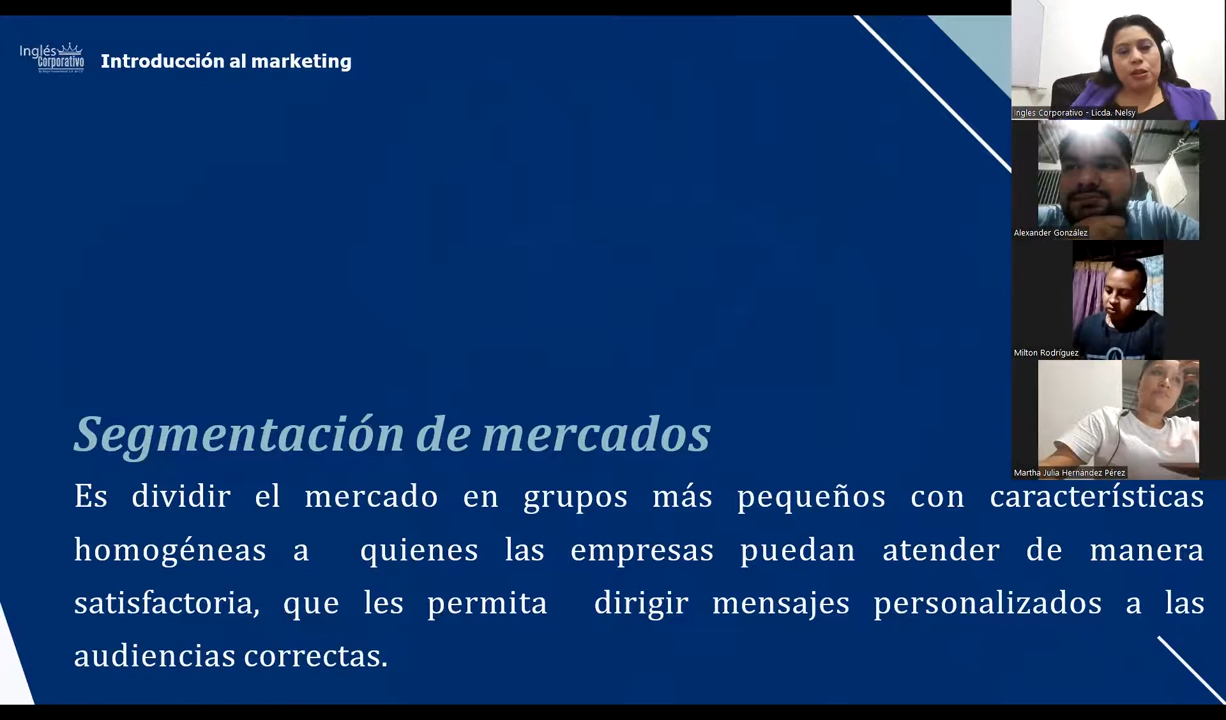 Inglés
Corporativo
Introducción al marketing
Ingles Corporativo - Licda. Nelsy
Alexander González
Milton Rodríguez
Martha Julia Hernández Pérez
Segmentación de mercados
Es dividir el mercado en grupos más pequeños con características
homogéneas a quienes las empresas puedan atender de manera
satisfactoria, que les permita dirigir mensajes personalizados a las
audiencias correctas.